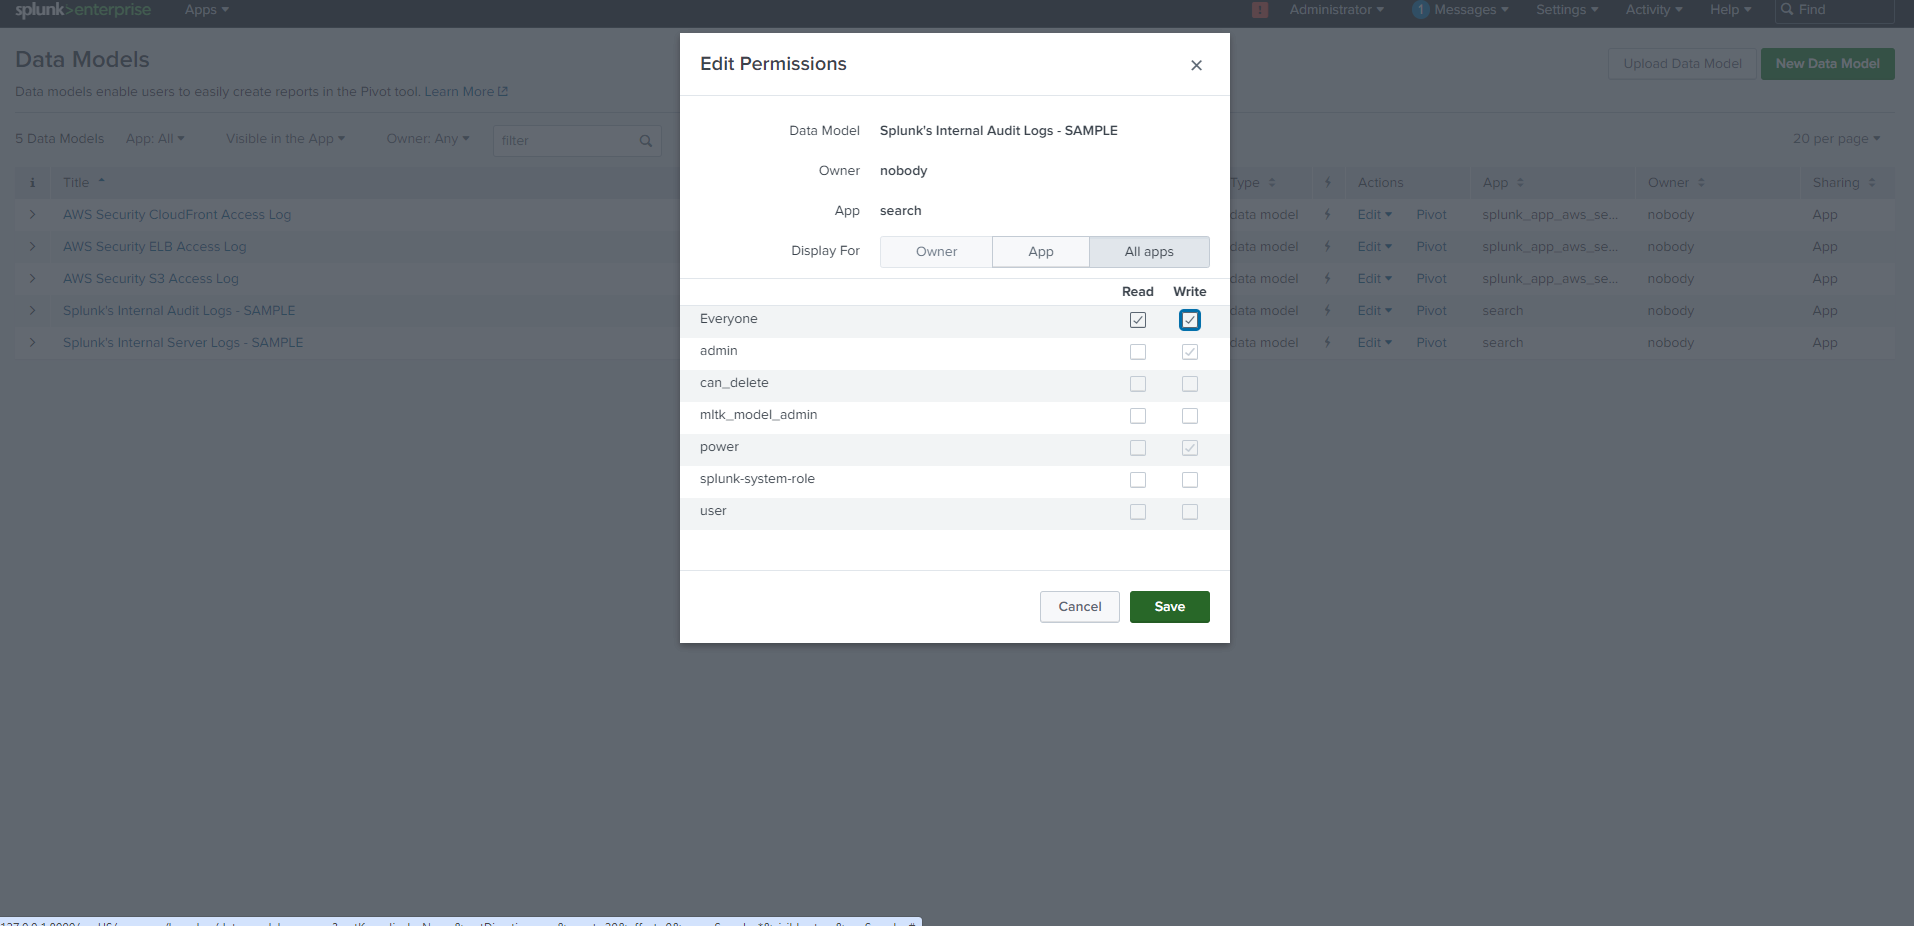 splunk>enterprise Apps
! Administrator 1 Messages Settings Activity Help Find
Data Models
Upload Data Model New Data Model
Data models enable users to easily create reports in the Pivot tool. Learn More
5 Data Models App: All Visible in the App Owner: Any filter 20 per page
i Title Type Actions App Owner Sharing
AWS Security CloudFront Access Log data model Edit Pivot splunk_app_aws_se... nobody App
AWS Security ELB Access Log data model Edit Pivot splunk_app_aws_se... nobody App
AWS Security S3 Access Log data model Edit Pivot splunk_app_aws_se... nobody App
Splunk's Internal Audit Logs - SAMPLE data model Edit Pivot search nobody App
Splunk's Internal Server Logs - SAMPLE data model Edit Pivot search nobody App
Edit Permissions
Data Model Splunk's Internal Audit Logs - SAMPLE
Owner nobody
App search
Display For Owner App All apps
Read Write
Everyone
admin
can_delete
mltk_model_admin
power
splunk-system-role
user
Cancel Save